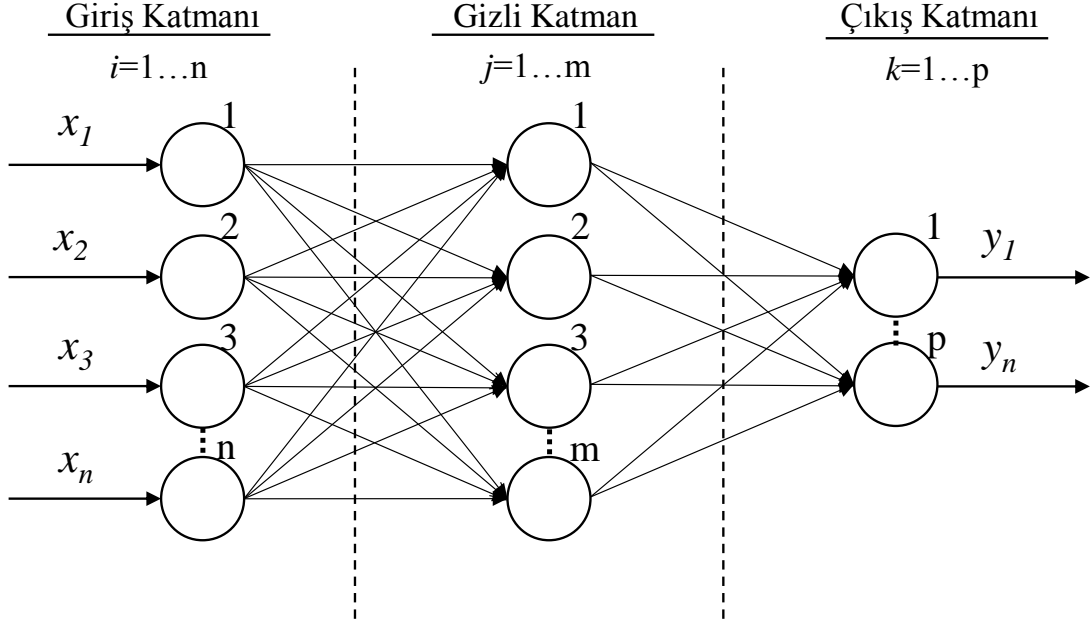 Giriş Katmanı
Gizli Katman
Çıkış Katmanı
i=1…n
j=1…m
k=1…p
x1
1
1
x2
2
2
1
y1
x3
3
3
p
yn
xn
n
m